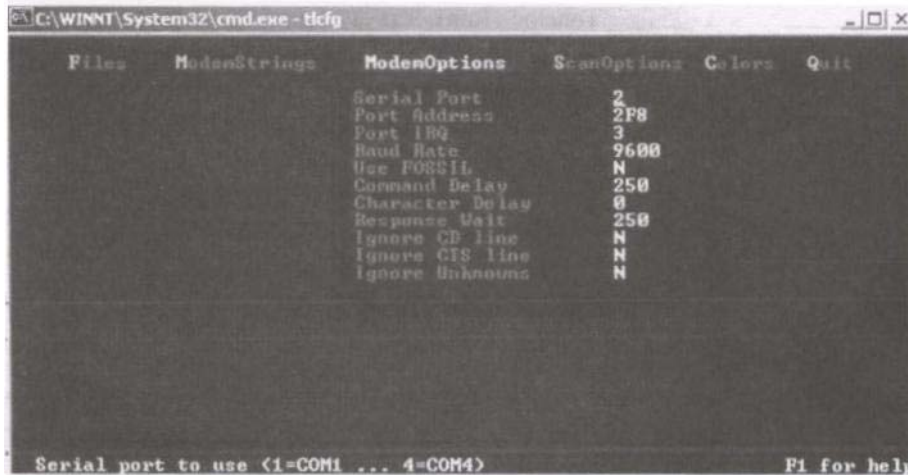 C:\WINNT\System32\cmd.exe - tlcfg
Files ModemStrings ModemOptions ScanOptions Colors Quit
Serial Port 2
Port Address 2F8
Port IRQ 3
Baud Rate 9600
Use FOSSIL N
Command Delay 250
Character Delay 0
Response Wait 250
Ignore CD line N
Ignore CTS line N
Ignore Unknowns N
Serial port to use (1=COM1 ... 4=COM4) F1 for hel